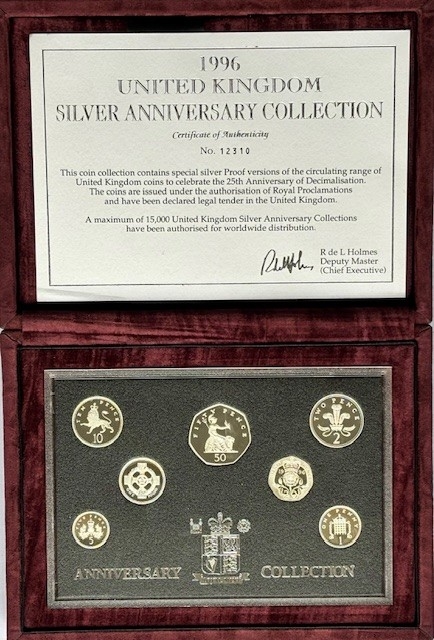 1996
UNITED KINGDOM
SILVER ANNIVERSARY COLLECTION
Certificate of Authenticity
No. 12310
This coin collection contains special silver Proof versions of the circulating range of
United Kingdom coins to celebrate the 25th Anniversary of Decimalisation.
The coins are issued under the authorisation of Royal Proclamations
and have been declared legal tender in the United Kingdom.
A maximum of 15,000 United Kingdom Silver Anniversary Collections
have been authorised for worldwide distribution.
R de L Holmes
Deputy Master
(Chief Executive)
TEN PENCE
10
FIFTY PENCE
50
TWO PENCE
2
5
1
ANNIVERSARY COLLECTION